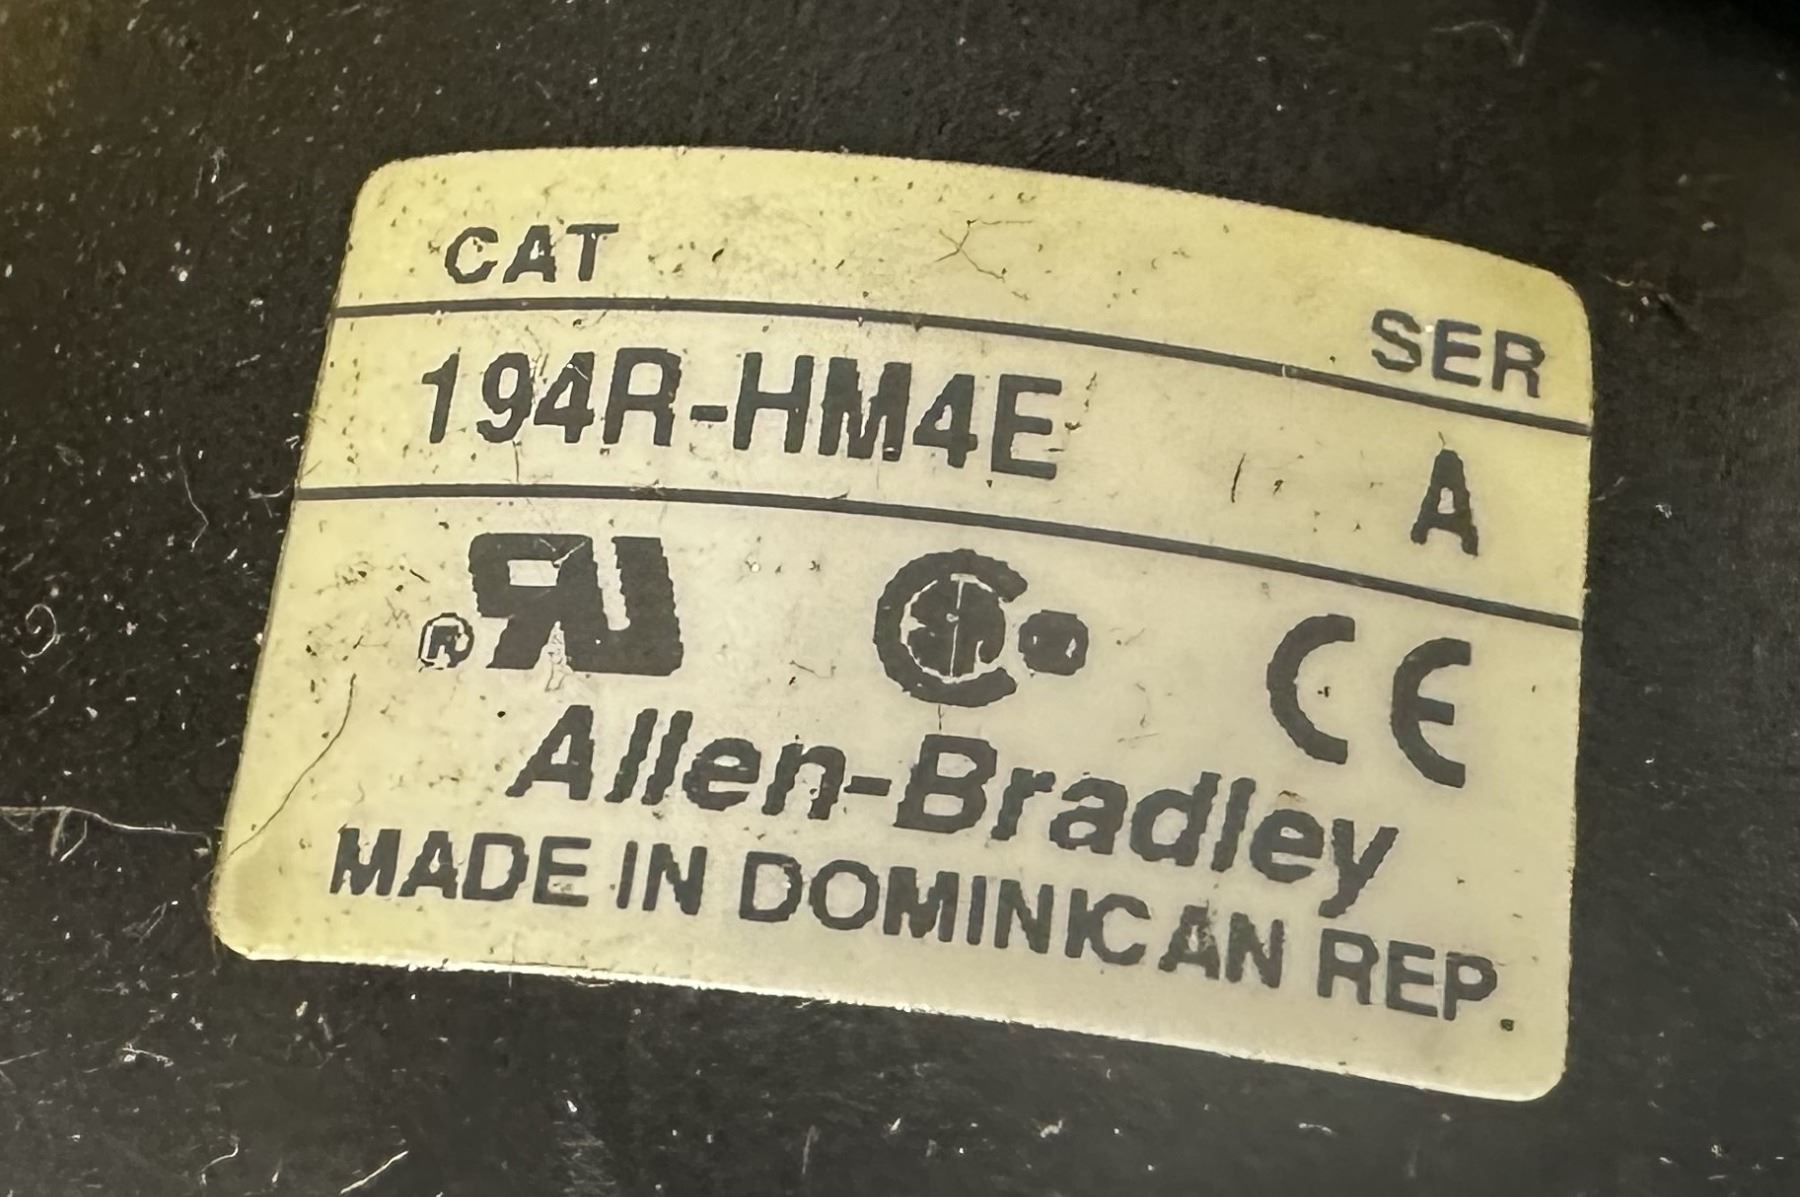 CAT
SER
194R-HM4E A
Allen-Bradley
MADE IN DOMINICAN REP.